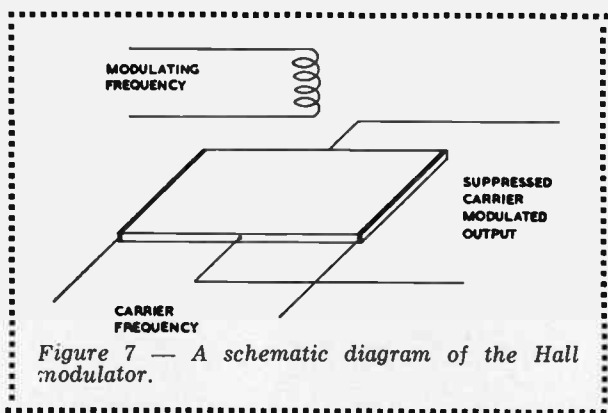 MODULATING
FREQUENCY
SUPPRESSED
CARRIER
MODULATED
OUTPUT
CARRIER
FREQUENCY
Figure 7 — A schematic diagram of the Hall
modulator.